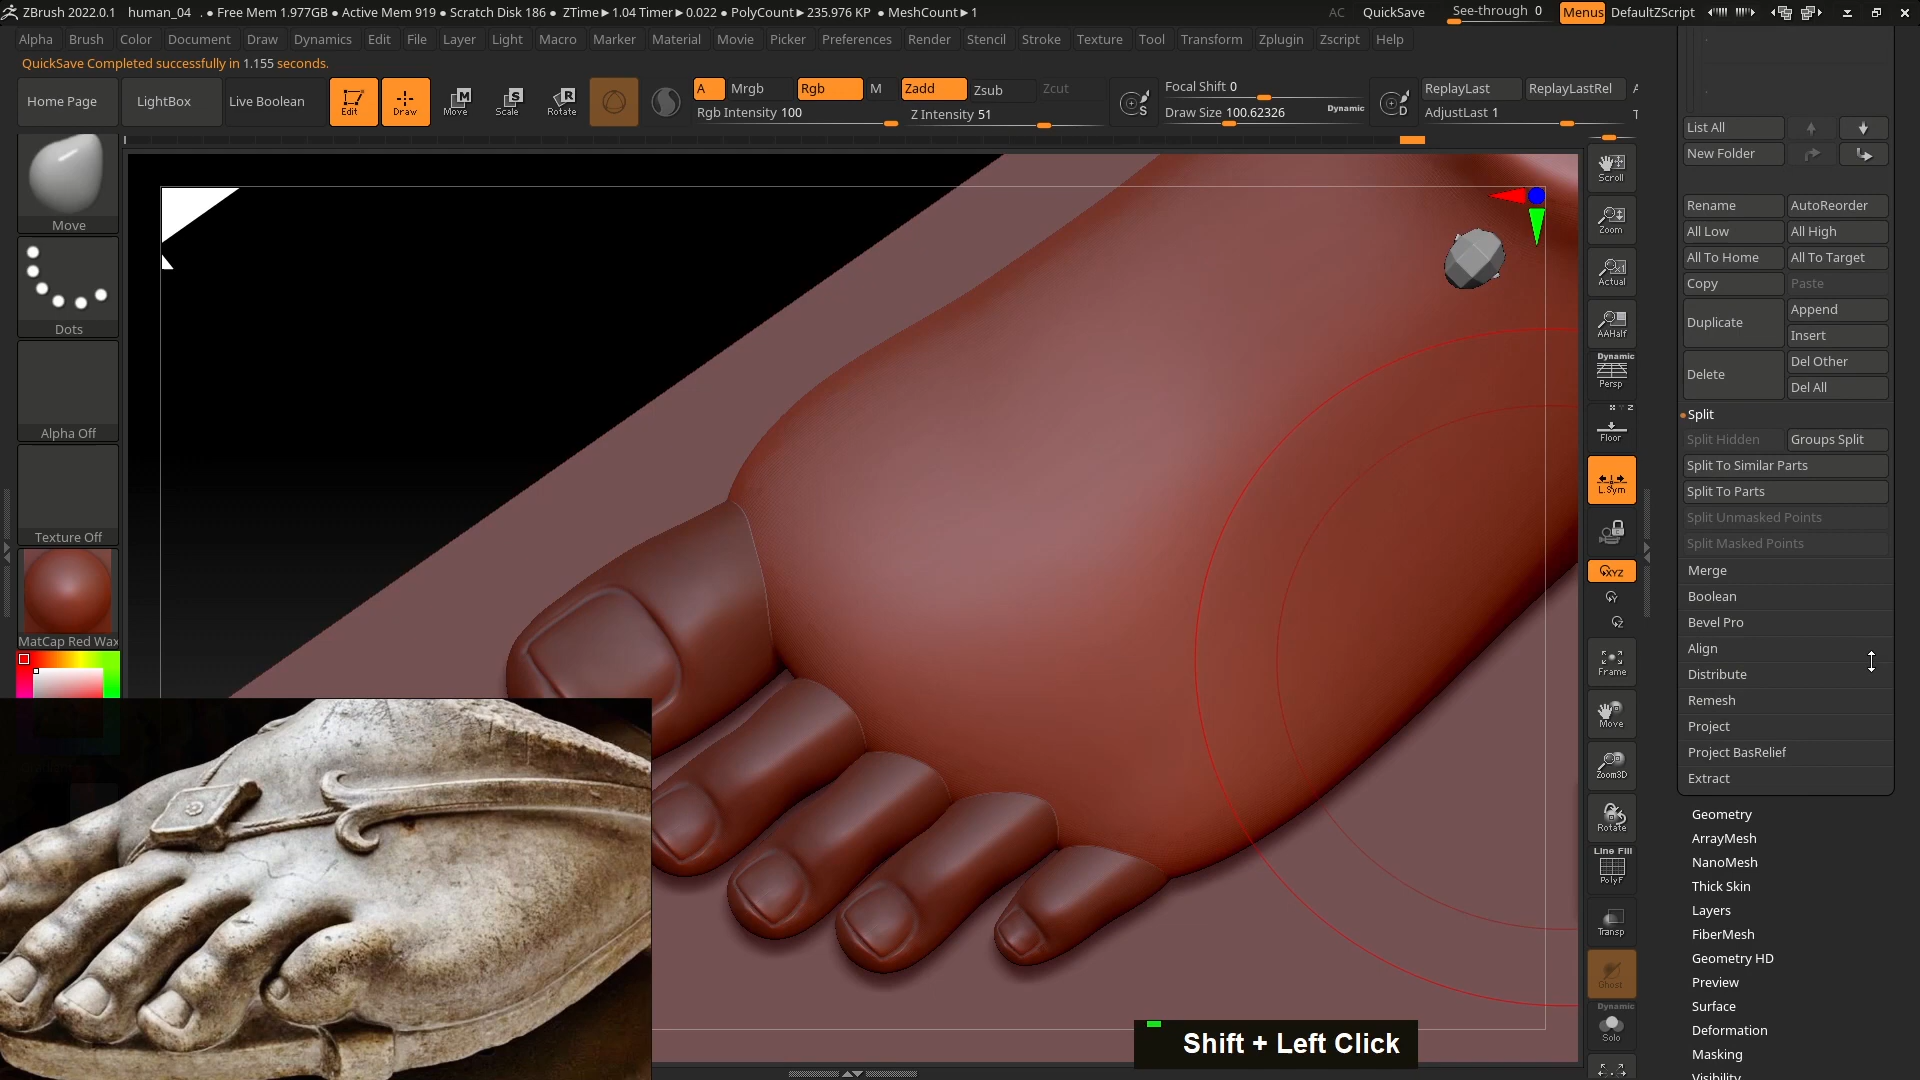 ZBrush 2022.0.1 human_04 . ● Free Mem 1.977GB ● Active Mem 919 ● Scratch Disk 186 ● ZTime►1.04 Timer►0.022 ● PolyCount►235.976 KP ● MeshCount►1 AC QuickSave See-through 0 Menus DefaultZScript
Alpha Brush Color Document Draw Dynamics Edit File Layer Light Macro Marker Material Movie Picker Preferences Render Stencil Stroke Texture Tool Transform Zplugin Zscript Help
QuickSave Completed successfully in 1.155 seconds.
Home Page LightBox Live Boolean Edit Draw Move Scale Rotate
A Mrgb Rgb M Zadd Zsub Zcut
Rgb Intensity 100 Z Intensity 51
S
Focal Shift 0
Draw Size 100.62326 Dynamic
D
ReplayLast ReplayLastRel A
AdjustLast 1
Move
Dots
Alpha Off
Texture Off
MatCap Red Wax
Scroll
Zoom
Actual
AAHalf
Dynamic
Persp
Floor
L.Sym
XYZ
Y
Z
Frame
Move
Zoom3D
Rotate
Line Fill
PolyF
Transp
Ghost
Dynamic
Solo
List All
New Folder
Rename AutoReorder
All Low All High
All To Home All To Target
Copy Paste
Duplicate Append
Insert
Delete Del Other
Del All
Split
Split Hidden Groups Split
Split To Similar Parts
Split To Parts
Split Unmasked Points
Split Masked Points
Merge
Boolean
Bevel Pro
Align
Distribute
Remesh
Project
Project BasRelief
Extract
Geometry
ArrayMesh
NanoMesh
Thick Skin
Layers
FiberMesh
Geometry HD
Preview
Surface
Deformation
Masking
Visibility
Shift + Left Click